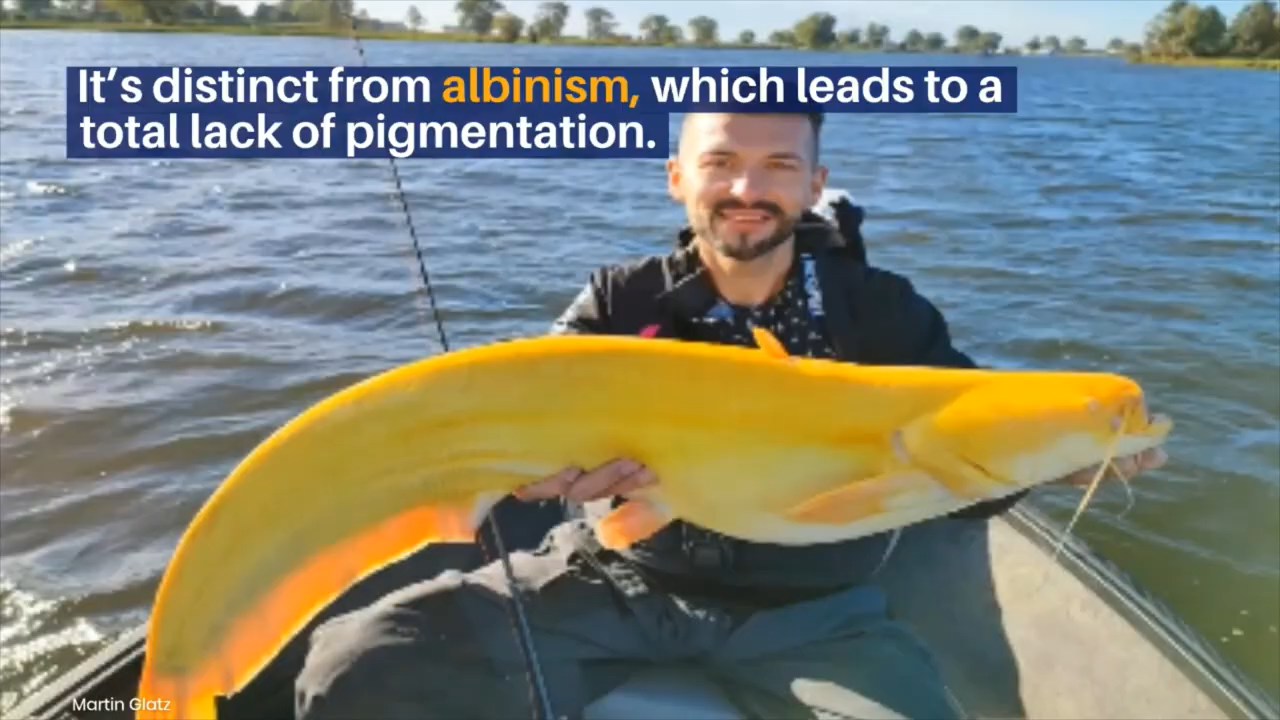 It's distinct from albinism, which leads to a
total lack of pigmentation.
Martin Glatz